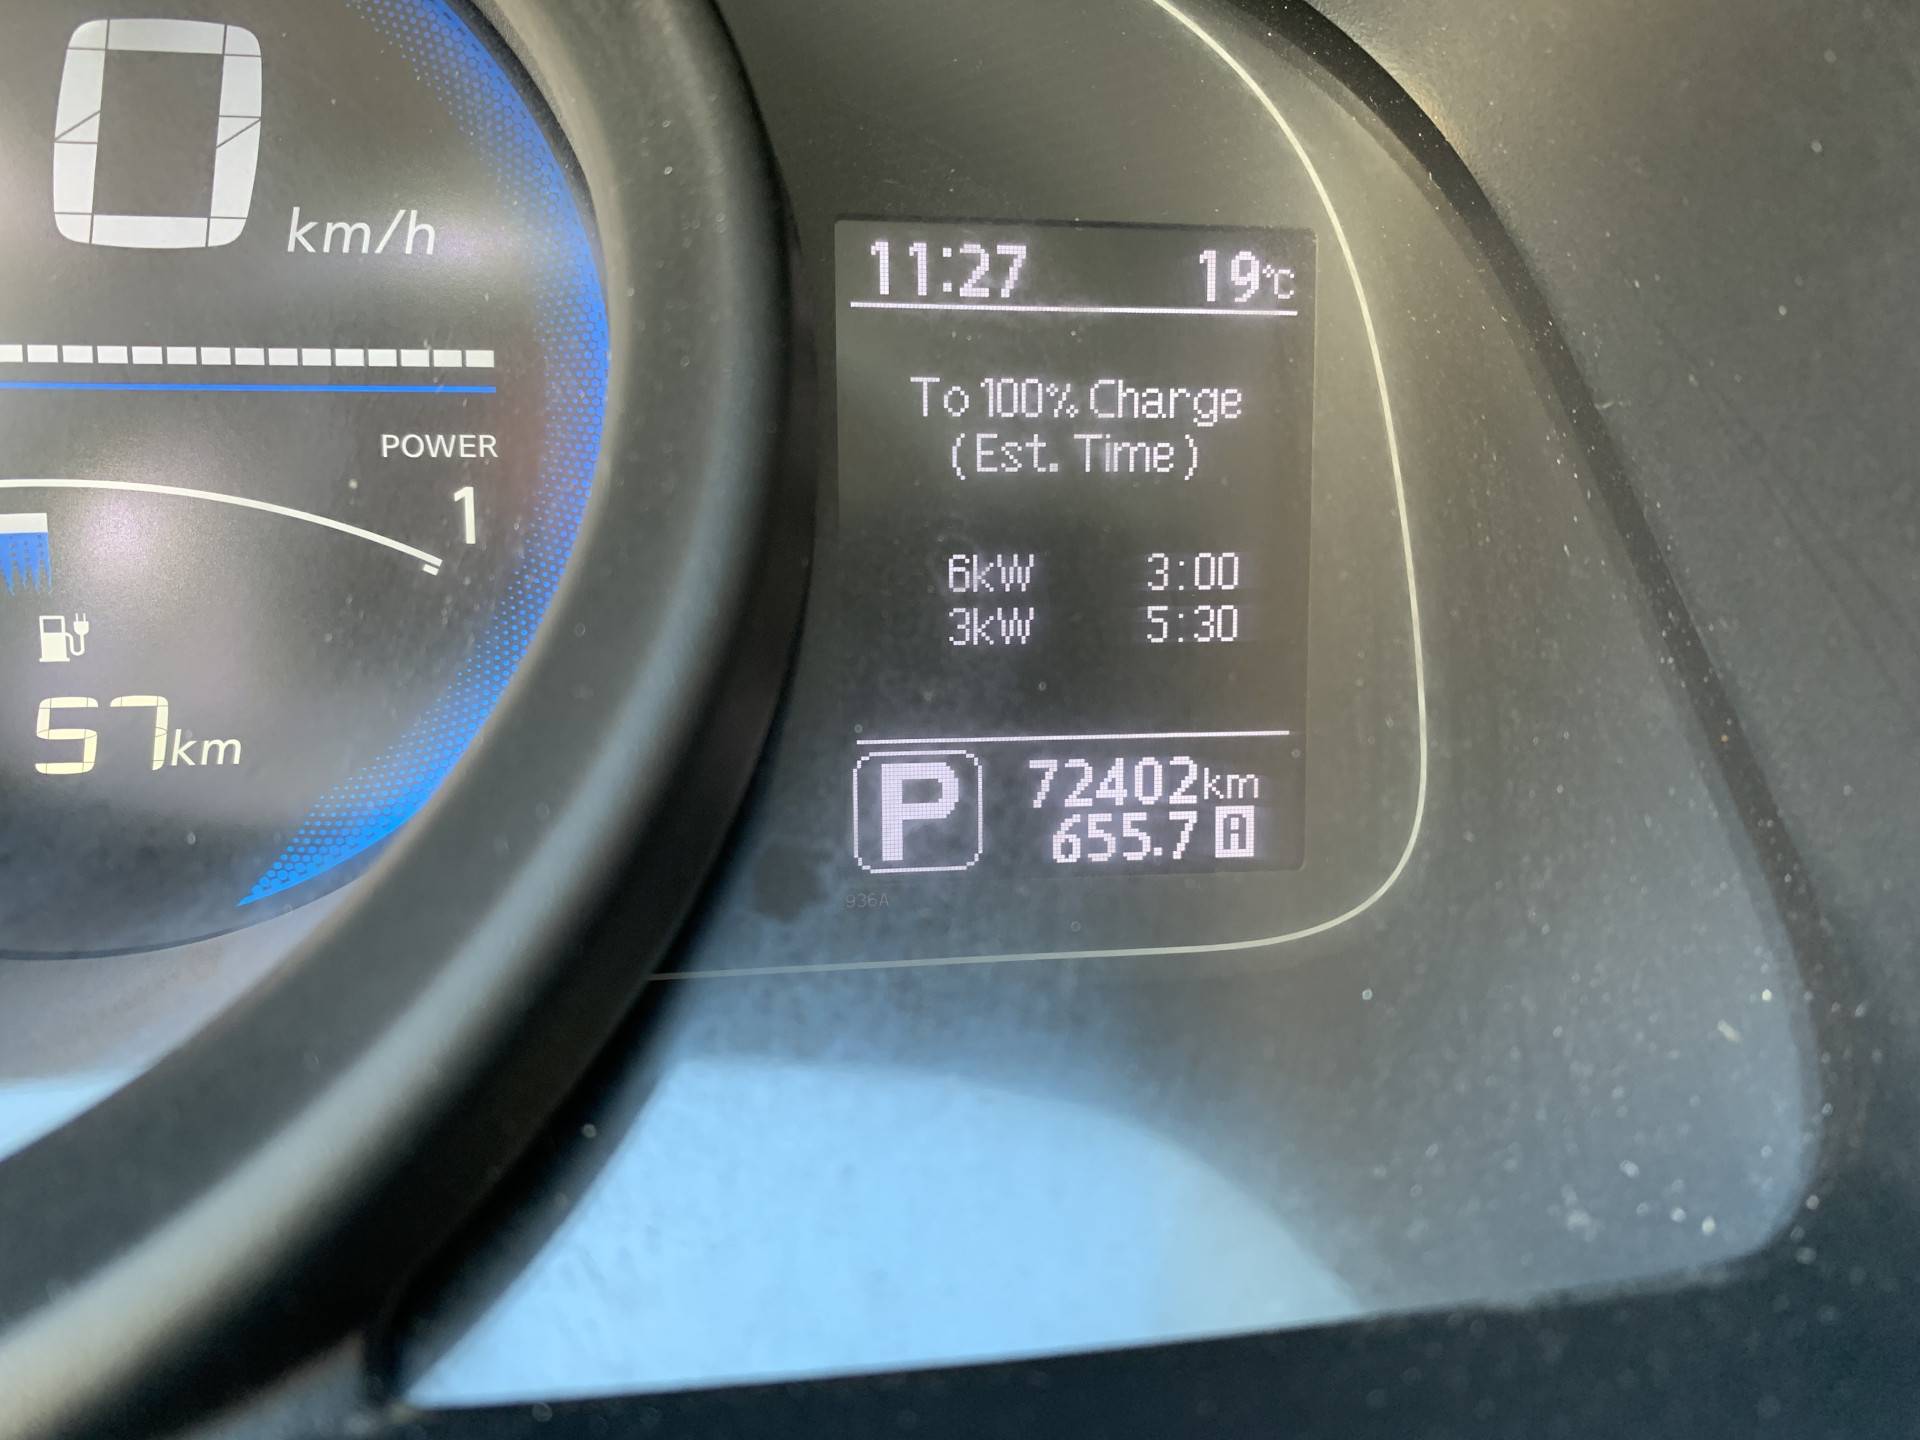 0 km/h
POWER
1
57km
11:27 19°C
To 100% Charge
(Est. Time)
6kW 3:00
3kW 5:30
P 72402km
655.7 A
936A